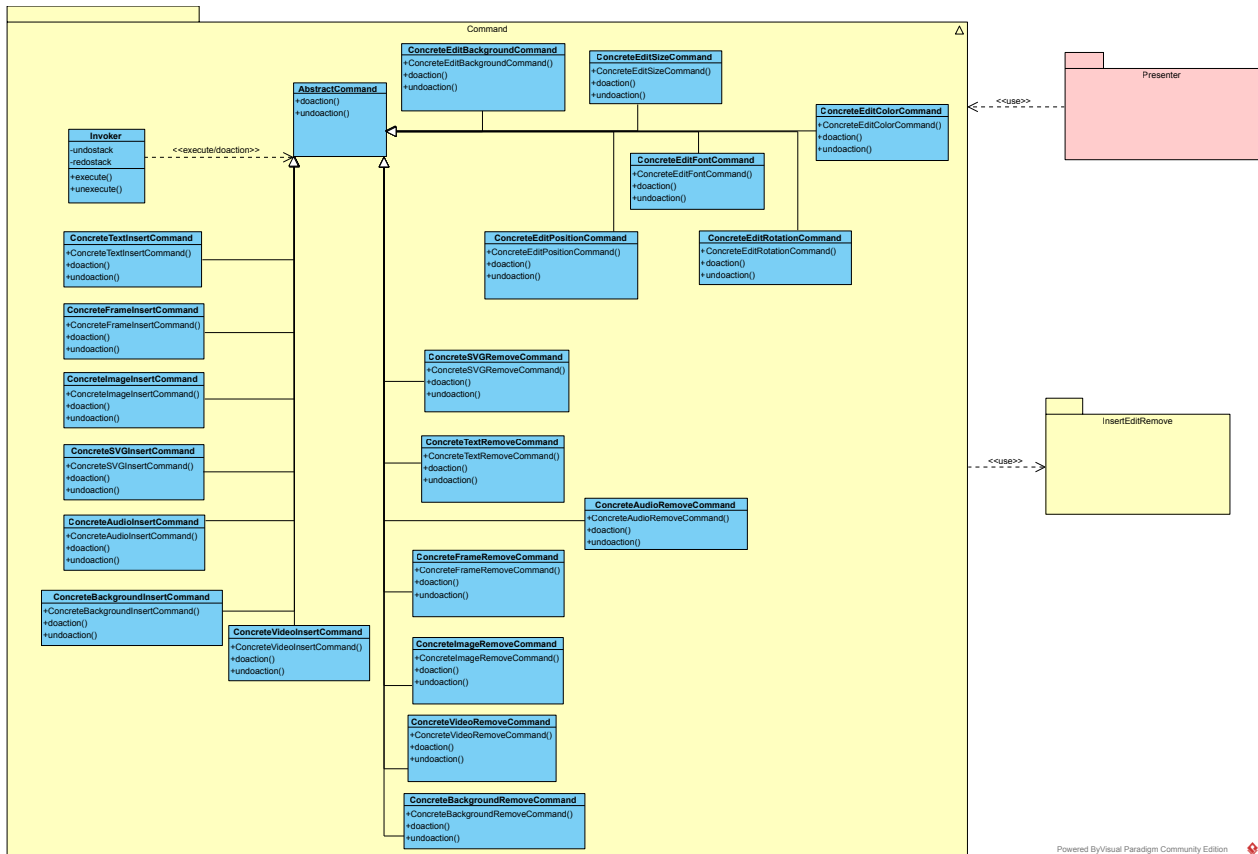 Command
ConcreteEditBackgroundCommand
+ConcreteEditBackgroundCommand()
+doaction()
+undoaction()
ConcreteEditSizeCommand
+ConcreteEditSizeCommand()
+doaction()
+undoaction()
Presenter
AbstractCommand
+doaction()
+undoaction()
<<use>>
ConcreteEditColorCommand
+ConcreteEditColorCommand()
+doaction()
+undoaction()
Invoker
-undostack
-redostack
+execute()
+unexecute()
<<execute/doaction>>
ConcreteEditFontCommand
+ConcreteEditFontCommand()
+doaction()
+undoaction()
ConcreteTextInsertCommand
+ConcreteTextInsertCommand()
+doaction()
+undoaction()
ConcreteEditPositionCommand
+ConcreteEditPositionCommand()
+doaction()
+undoaction()
ConcreteEditRotationCommand
+ConcreteEditRotationCommand()
+doaction()
+undoaction()
ConcreteFrameInsertCommand
+ConcreteFrameInsertCommand()
+doaction()
+undoaction()
ConcreteSVGRemoveCommand
+ConcreteSVGRemoveCommand()
+doaction()
+undoaction()
ConcreteImageInsertCommand
+ConcreteImageInsertCommand()
+doaction()
+undoaction()
InsertEditRemove
ConcreteTextRemoveCommand
+ConcreteTextRemoveCommand()
+doaction()
+undoaction()
ConcreteSVGInsertCommand
+ConcreteSVGInsertCommand()
+doaction()
+undoaction()
<<use>>
ConcreteAudioRemoveCommand
+ConcreteAudioRemoveCommand()
+doaction()
+undoaction()
ConcreteAudioInsertCommand
+ConcreteAudioInsertCommand()
+doaction()
+undoaction()
ConcreteFrameRemoveCommand
+ConcreteFrameRemoveCommand()
+doaction()
+undoaction()
ConcreteBackgroundInsertCommand
+ConcreteBackgroundInsertCommand()
+doaction()
+undoaction()
ConcreteVideoInsertCommand
+ConcreteVideoInsertCommand()
+doaction()
+undoaction()
ConcreteImageRemoveCommand
+ConcreteImageRemoveCommand()
+doaction()
+undoaction()
ConcreteVideoRemoveCommand
+ConcreteVideoRemoveCommand()
+doaction()
+undoaction()
ConcreteBackgroundRemoveCommand
+ConcreteBackgroundRemoveCommand()
+doaction()
+undoaction()
Powered ByVisual Paradigm Community Edition